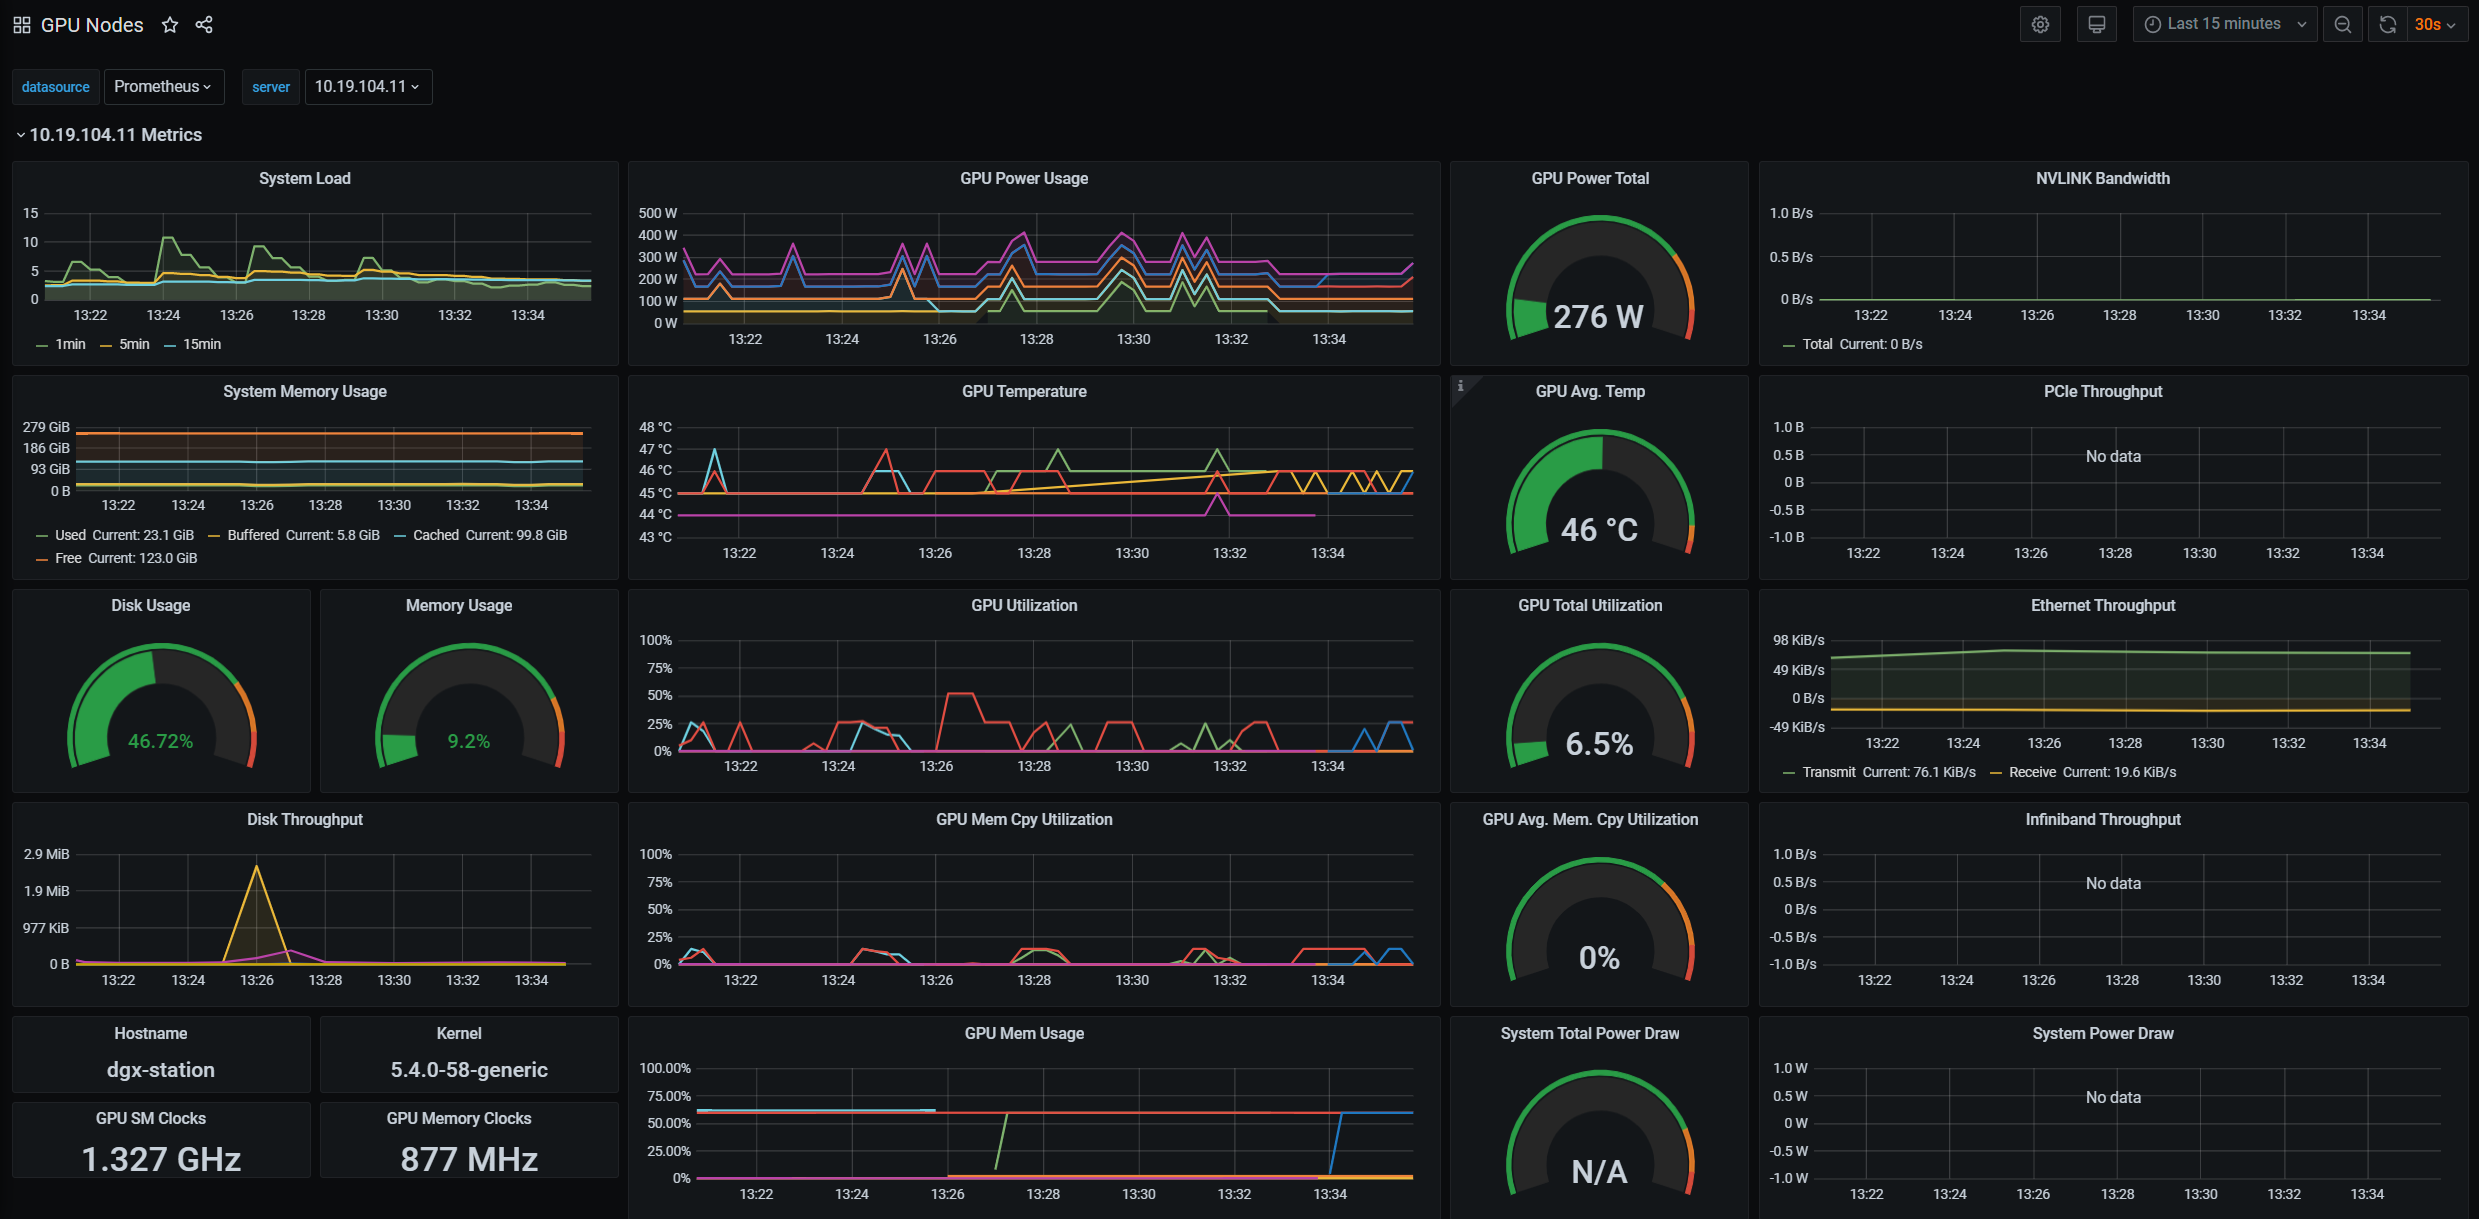 GPU Nodes
Last 15 minutes
30s
datasource Prometheus server 10.19.104.11
10.19.104.11 Metrics
System Load
15
10
5
0
13:22 13:24 13:26 13:28 13:30 13:32 13:34
1min 5min 15min
GPU Power Usage
500 W
400 W
300 W
200 W
100 W
0 W
13:22 13:24 13:26 13:28 13:30 13:32 13:34
GPU Power Total
276 W
NVLINK Bandwidth
1.0 B/s
0.5 B/s
0 B/s
13:22 13:24 13:26 13:28 13:30 13:32 13:34
Total Current: 0 B/s
System Memory Usage
279 GiB
186 GiB
93 GiB
0 B
13:22 13:24 13:26 13:28 13:30 13:32 13:34
Used Current: 23.1 GiB Buffered Current: 5.8 GiB Cached Current: 99.8 GiB
Free Current: 123.0 GiB
GPU Temperature
48 °C
47 °C
46 °C
45 °C
44 °C
43 °C
13:22 13:24 13:26 13:28 13:30 13:32 13:34
i
GPU Avg. Temp
46 °C
PCIe Throughput
1.0 B
0.5 B
0 B
-0.5 B
-1.0 B
No data
13:22 13:24 13:26 13:28 13:30 13:32 13:34
Disk Usage
46.72%
Memory Usage
9.2%
GPU Utilization
100%
75%
50%
25%
0%
13:22 13:24 13:26 13:28 13:30 13:32 13:34
GPU Total Utilization
6.5%
Ethernet Throughput
98 KiB/s
49 KiB/s
0 B/s
-49 KiB/s
13:22 13:24 13:26 13:28 13:30 13:32 13:34
Transmit Current: 76.1 KiB/s Receive Current: 19.6 KiB/s
Disk Throughput
2.9 MiB
1.9 MiB
977 KiB
0 B
13:22 13:24 13:26 13:28 13:30 13:32 13:34
GPU Mem Cpy Utilization
100%
75%
50%
25%
0%
13:22 13:24 13:26 13:28 13:30 13:32 13:34
GPU Avg. Mem. Cpy Utilization
0%
Infiniband Throughput
1.0 B/s
0.5 B/s
0 B/s
-0.5 B/s
-1.0 B/s
No data
13:22 13:24 13:26 13:28 13:30 13:32 13:34
Hostname
dgx-station
Kernel
5.4.0-58-generic
GPU SM Clocks
1.327 GHz
GPU Memory Clocks
877 MHz
GPU Mem Usage
100.00%
75.00%
50.00%
25.00%
0%
13:22 13:24 13:26 13:28 13:30 13:32 13:34
System Total Power Draw
N/A
System Power Draw
1.0 W
0.5 W
0 W
-0.5 W
-1.0 W
No data
13:22 13:24 13:26 13:28 13:30 13:32 13:34